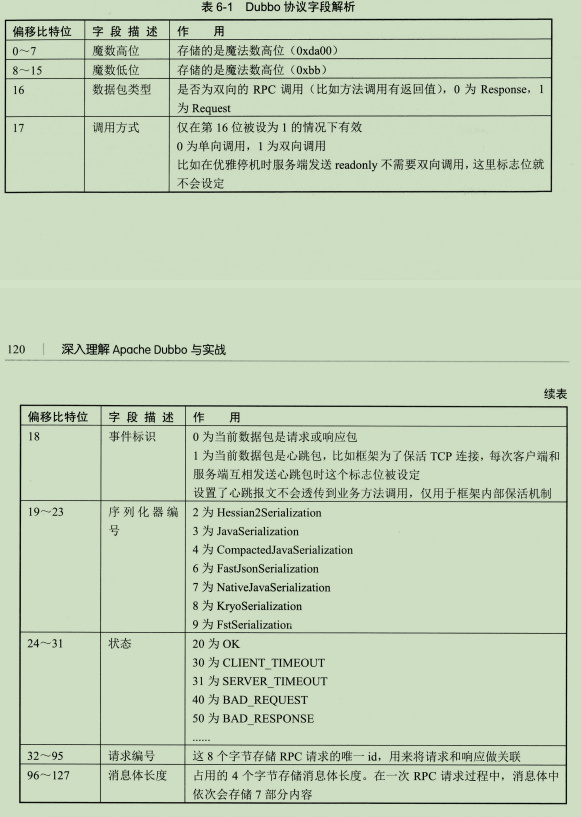 表 6-1 Dubbo 协议字段解析
偏移比特位 字 段 描 述 作 用
0～7 魔数高位 存储的是魔法数高位（0xda00）
8～15 魔数低位 存储的是魔法数高位（0xbb）
16 数据包类型 是否为双向的 RPC 调用（比如方法调用有返回值），0 为 Response，1
为 Request
17 调用方式 仅在第 16 位被设为 1 的情况下有效
0 为单向调用，1 为双向调用
比如在优雅停机时服务端发送 readonly 不需要双向调用，这里标志位就
不会设定
120 | 深入理解 Apache Dubbo 与实战
续表
偏移比特位 字 段 描 述 作 用
18 事件标识 0 为当前数据包是请求或响应包
1 为当前数据包是心跳包，比如框架为了保活 TCP 连接，每次客户端和
服务端互相发送心跳包时这个标志位被设定
设置了心跳报文不会透传到业务方法调用，仅用于框架内部保活机制
19～23 序列化器编 2 为 Hessian2Serialization
号 3 为 JavaSerialization
4 为 CompactedJavaSerialization
6 为 FastJsonSerialization
7 为 NativeJavaSerialization
8 为 KryoSerialization
9 为 FstSerialization
24～31 状态 20 为 OK
30 为 CLIENT_TIMEOUT
31 为 SERVER_TIMEOUT
40 为 BAD_REQUEST
50 为 BAD_RESPONSE
……
32～95 请求编号 这 8 个字节存储 RPC 请求的唯一 id，用来将请求和响应做关联
96～127 消息体长度 占用的 4 个字节存储消息体长度。在一次 RPC 请求过程中，消息体中
依次会存储 7 部分内容